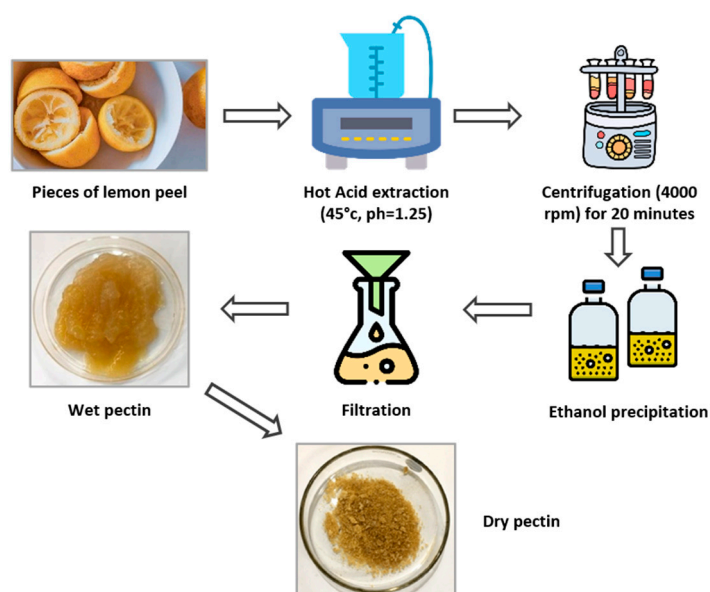 Pieces of lemon peel
Hot Acid extraction
(45°c, ph=1.25)
Centrifugation (4000
rpm) for 20 minutes
Wet pectin
Filtration
Ethanol precipitation
Dry pectin